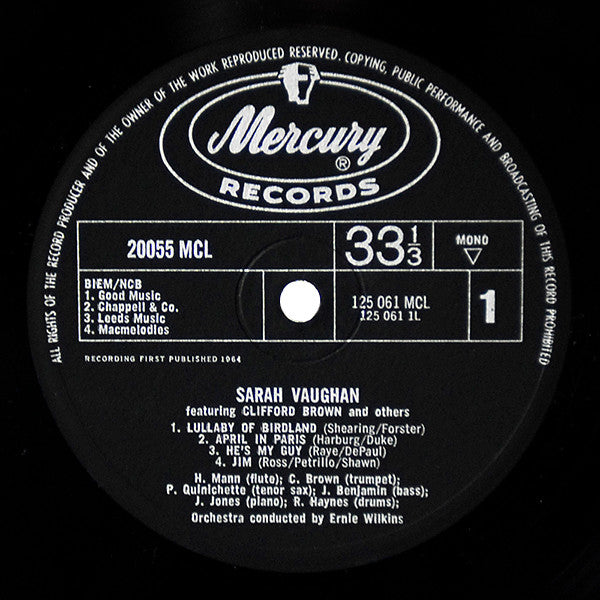 ALL RIGHTS OF THE RECORD PRODUCER AND OF THE OWNER OF THE WORK REPRODUCED RESERVED. COPYING, PUBLIC PERFORMANCE AND BROADCASTING OF THIS RECORD PROHIBITED
Mercury®
RECORDS
20055 MCL
33 1/3
MONO
▽
BIEM/NCB
1. Good Music
2. Chappell & Co.
3. Leeds Music
4. Macmelodies
125 061 MCL
125 061 1L
1
RECORDING FIRST PUBLISHED 1964
SARAH VAUGHAN
featuring CLIFFORD BROWN and others
1. LULLABY OF BIRDLAND (Shearing/Forster)
2. APRIL IN PARIS (Harburg/Duke)
3. HE'S MY GUY (Raye/DePaul)
4. JIM (Ross/Petrillo/Shawn)
H. Mann (flute); C. Brown (trumpet);
P. Quinichette (tenor sax); J. Benjamin (bass);
J. Jones (piano); R. Haynes (drums);
Orchestra conducted by Ernie Wilkins